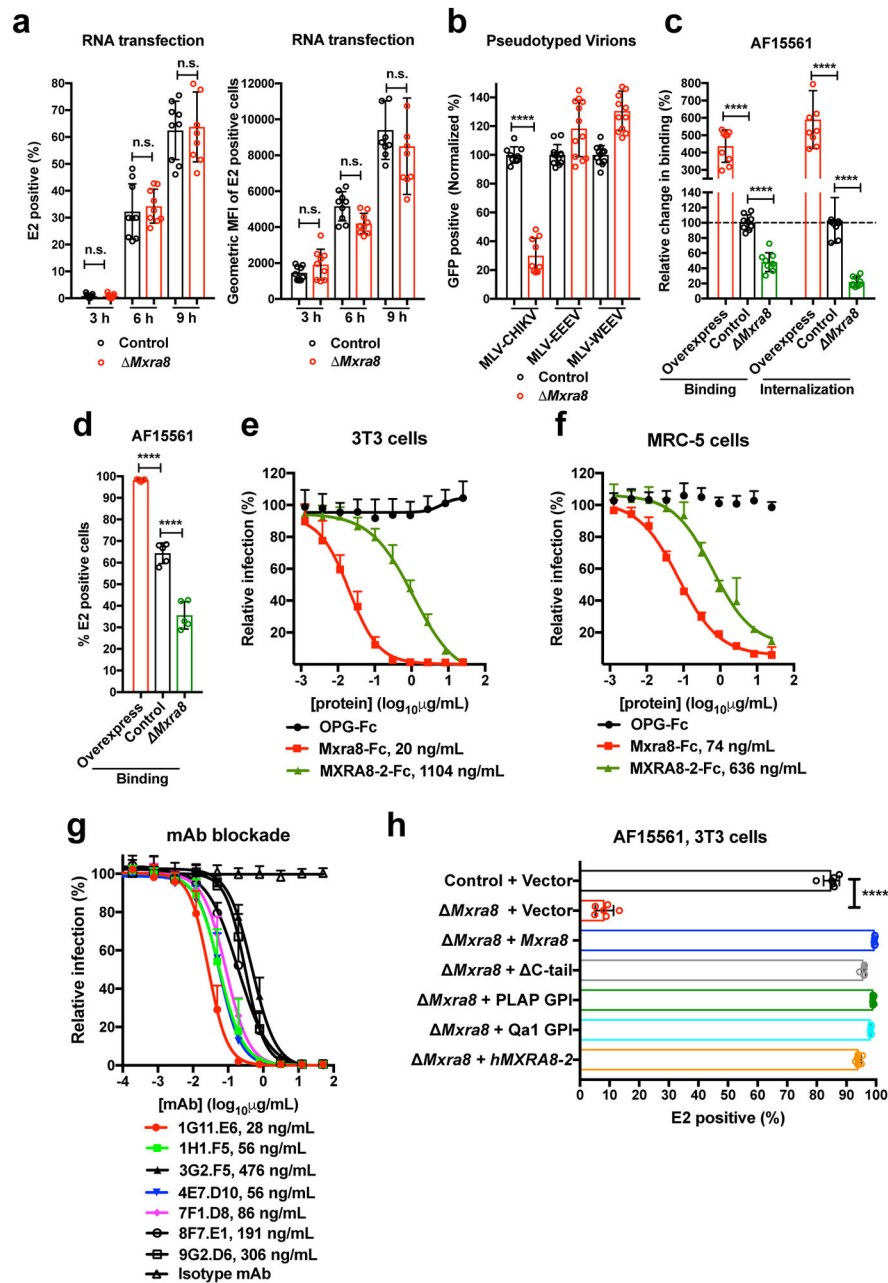 a
RNA transfection
RNA transfection
E2 positive (%)
80
70
60
50
40
30
20
10
0
n.s.
n.s.
n.s.
3 h
6 h
9 h
Geometric MFI of E2 positive cells
12000
10000
8000
6000
4000
2000
0
n.s.
n.s.
n.s.
3 h
6 h
9 h
Control
ΔMxra8
Control
ΔMxra8
b
Pseudotyped Virions
GFP positive (Normalized %)
140
120
100
80
60
40
20
0
****
MLV-CHIKV
MLV-EEEV
MLV-WEEV
Control
ΔMxra8
c
AF15561
Relative change in binding (%)
800
700
600
500
400
300
200
100
80
60
40
20
0
****
****
****
****
Overexpress
Control
ΔMxra8
Overexpress
Control
ΔMxra8
Binding
Internalization
d
AF15561
% E2 positive cells
100
90
80
70
60
50
40
30
20
10
0
****
****
Overexpress
Control
ΔMxra8
Binding
e
3T3 cells
Relative infection (%)
120
100
80
60
40
20
-3
-2
-1
0
1
2
[protein] (log10µg/mL)
OPG-Fc
Mxra8-Fc, 20 ng/mL
MXRA8-2-Fc, 1104 ng/mL
f
MRC-5 cells
Relative infection (%)
120
100
80
60
40
20
-3
-2
-1
0
1
2
[protein] (log10µg/mL)
OPG-Fc
Mxra8-Fc, 74 ng/mL
MXRA8-2-Fc, 636 ng/mL
g
mAb blockade
Relative infection (%)
100
80
60
40
20
0
-4
-3
-2
-1
0
1
2
[mAb] (log10µg/mL)
1G11.E6, 28 ng/mL
1H1.F5, 56 ng/mL
3G2.F5, 476 ng/mL
4E7.D10, 56 ng/mL
7F1.D8, 86 ng/mL
8F7.E1, 191 ng/mL
9G2.D6, 306 ng/mL
Isotype mAb
h
AF15561, 3T3 cells
Control + Vector
ΔMxra8 + Vector
ΔMxra8 + Mxra8
ΔMxra8 + ΔC-tail
ΔMxra8 + PLAP GPI
ΔMxra8 + Qa1 GPI
ΔMxra8 + hMXRA8-2
****
0
10
20
30
40
50
60
70
80
90
100
E2 positive (%)